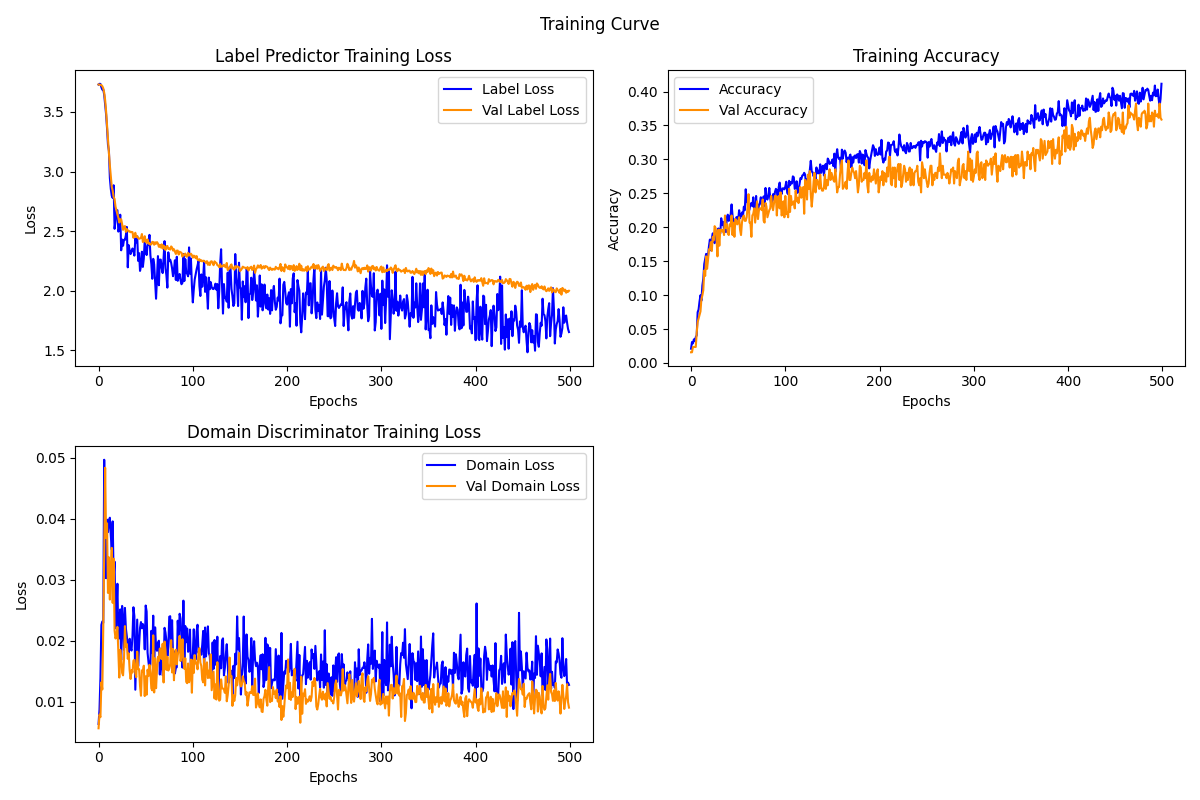 Training Curve
Label Predictor Training Loss
Loss
3.5
3.0
2.5
2.0
1.5
Label Loss
Val Label Loss
0
100
200
300
400
500
Epochs
Training Accuracy
Accuracy
0.40
0.35
0.30
0.25
0.20
0.15
0.10
0.05
0.00
Accuracy
Val Accuracy
0
100
200
300
400
500
Epochs
Domain Discriminator Training Loss
Loss
0.05
0.04
0.03
0.02
0.01
Domain Loss
Val Domain Loss
0
100
200
300
400
500
Epochs